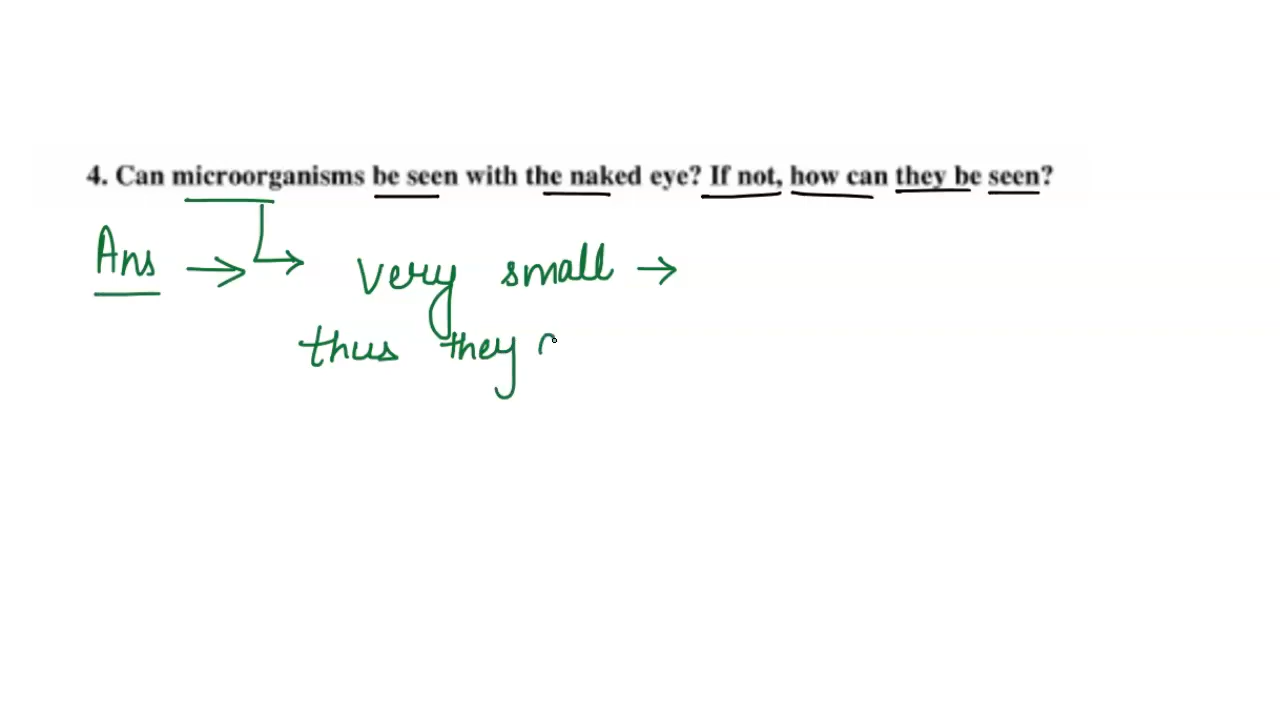 4. Can microorganisms be seen with the naked eye? If not, how can they be seen?
Ans → very small →
thus they